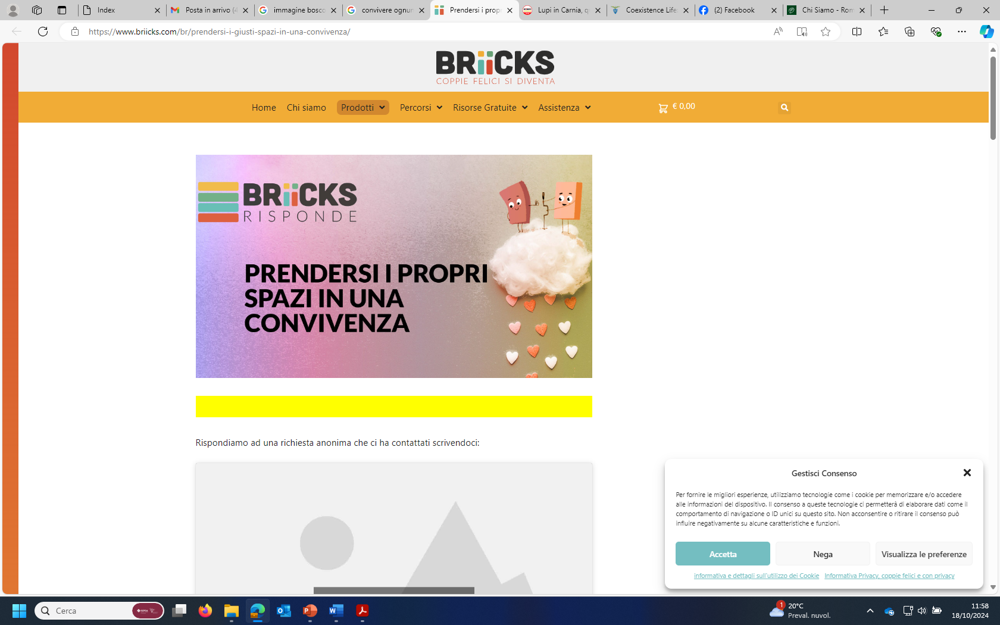 Index
Posta in arrivo (4
immagine bosco
convivere ognun
Prendersi i propr
Lupi in Carnia, q
Coexistence Life
(2) Facebook
Chi Siamo - Rom
https://www.briicks.com/br/prendersi-i-giusti-spazi-in-una-convivenza/
BRiiCKS
COPPIE FELICI SI DIVENTA
Home Chi siamo Prodotti Percorsi Risorse Gratuite Assistenza € 0,00
BRiiCKS
RISPONDE
PRENDERSI I PROPRI
SPAZI IN UNA
CONVIVENZA
Rispondiamo ad una richiesta anonima che ci ha contattati scrivendoci:
Gestisci Consenso
Per fornire le migliori esperienze, utilizziamo tecnologie come i cookie per memorizzare e/o accedere
alle informazioni del dispositivo. Il consenso a queste tecnologie ci permetterà di elaborare dati come il
comportamento di navigazione o ID unici su questo sito. Non acconsentire o ritirare il consenso può
influire negativamente su alcune caratteristiche e funzioni.
Accetta Nega Visualizza le preferenze
informativa e dettagli sull'utilizzo dei Cookie Informativa Privacy, coppie felici e con privacy
Cerca
1
20°C
Preval. nuvol.
11:58
18/10/2024